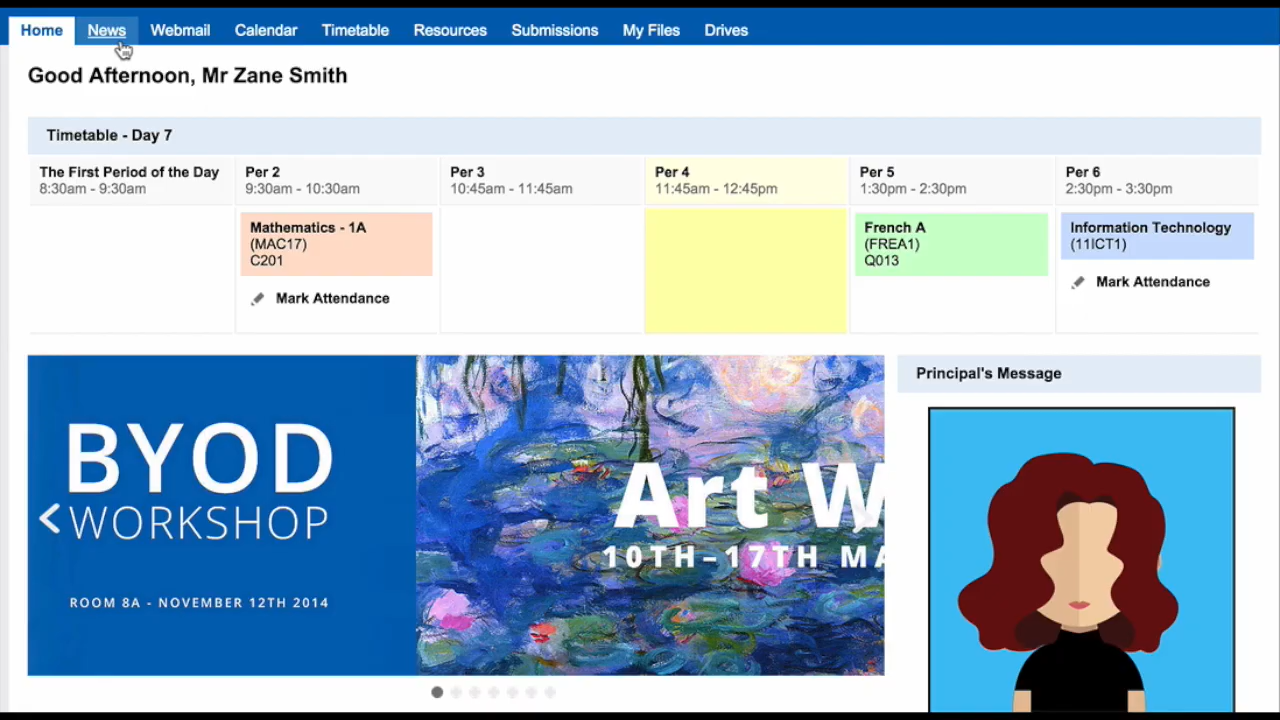 Home News Webmail Calendar Timetable Resources Submissions My Files Drives
Good Afternoon, Mr Zane Smith
Timetable - Day 7
The First Period of the Day
8:30am - 9:30am
Per 2
9:30am - 10:30am
Per 3
10:45am - 11:45am
Per 4
11:45am - 12:45pm
Per 5
1:30pm - 2:30pm
Per 6
2:30pm - 3:30pm
Mathematics - 1A
(MAC17)
C201
Mark Attendance
French A
(FREA1)
Q013
Information Technology
(11ICT1)
Mark Attendance
BYOD
WORKSHOP
ROOM 8A - NOVEMBER 12TH 2014
Art W
10TH–17TH MA
Principal's Message